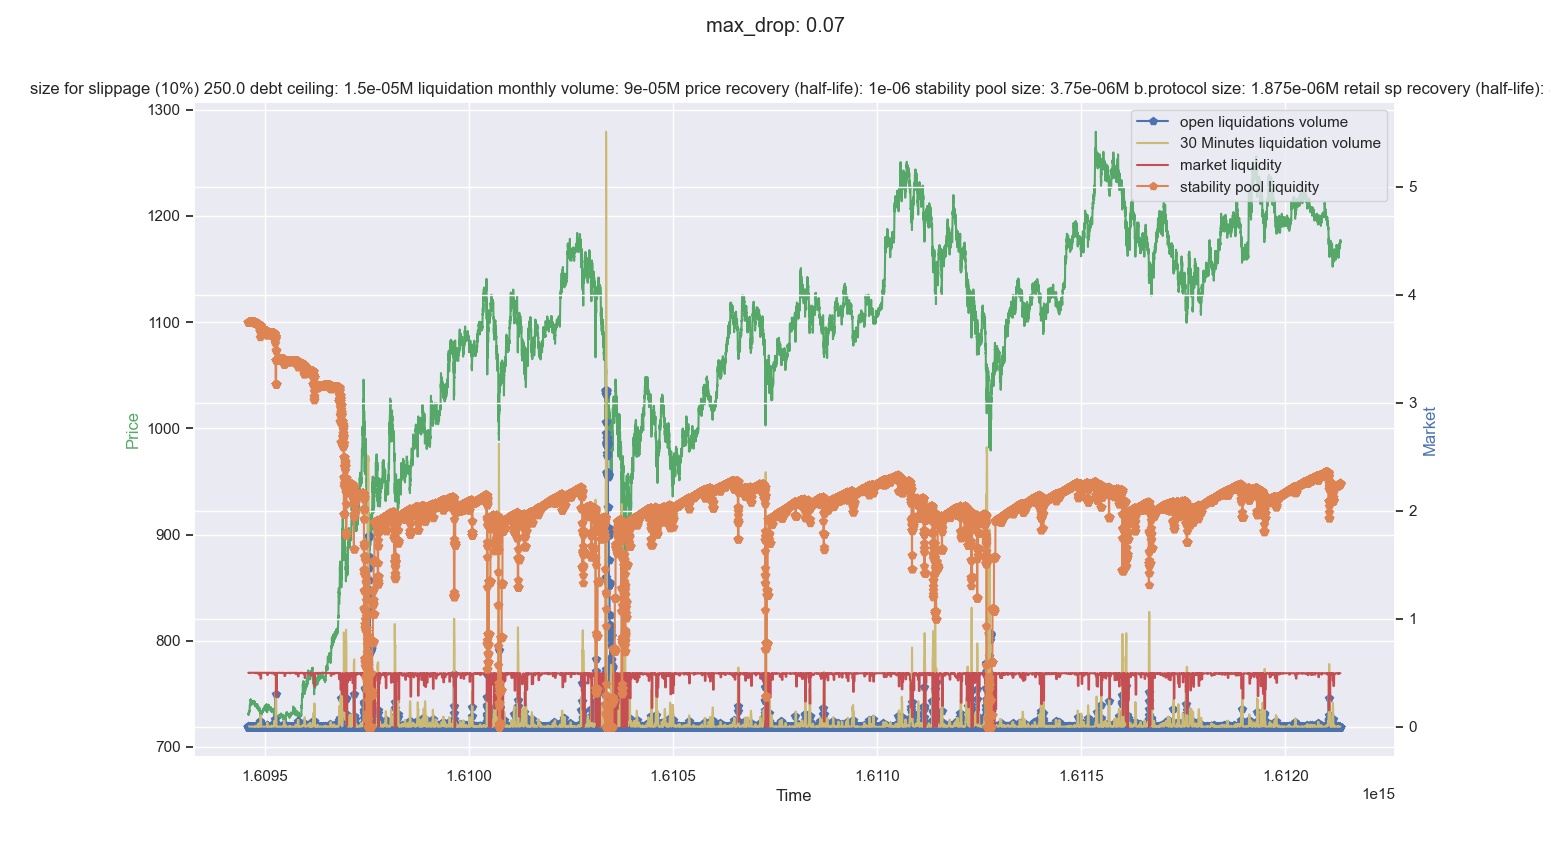 max_drop: 0.07
size for slippage (10%) 250.0 debt ceiling: 1.5e-05M liquidation monthly volume: 9e-05M price recovery (half-life): 1e-06 stability pool size: 3.75e-06M b.protocol size: 1.875e-06M retail sp recovery (half-life):
open liquidations volume
30 Minutes liquidation volume
market liquidity
stability pool liquidity
1300
1200
1100
1000
900
800
700
Price
5
4
3
2
1
0
Market
1.6095
1.6100
1.6105
1.6110
1.6115
1.6120
Time
1e15